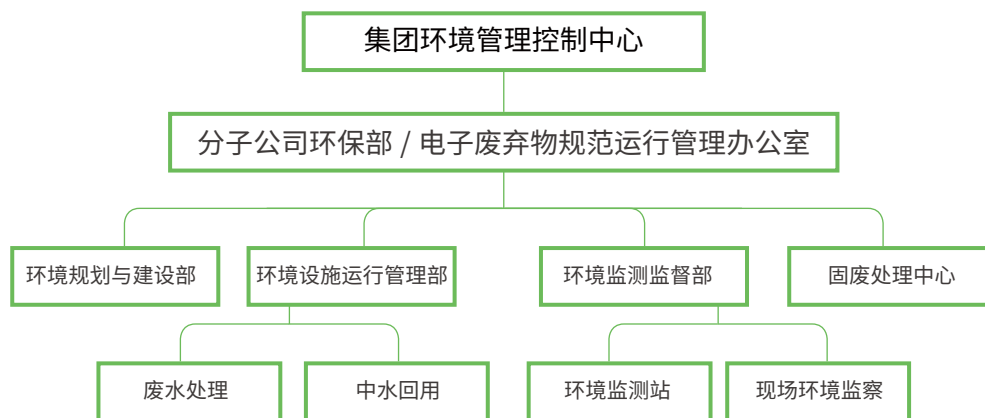 集团环境管理控制中心
分子公司环保部 / 电子废弃物规范运行管理办公室
环境规划与建设部
环境设施运行管理部
环境监测监督部
固废处理中心
废水处理
中水回用
环境监测站
现场环境监察